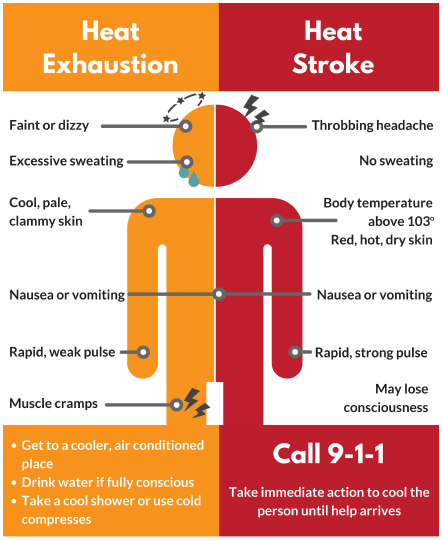 Heat
Exhaustion
Heat
Stroke
Faint or dizzy
Throbbing headache
Excessive sweating
No sweating
Cool, pale,
clammy skin
Body temperature
above 103°
Red, hot, dry skin
Nausea or vomiting
Nausea or vomiting
Rapid, weak pulse
Rapid, strong pulse
Muscle cramps
May lose
consciousness
• Get to a cooler, air conditioned
place
• Drink water if fully conscious
• Take a cool shower or use cold
compresses
Call 9-1-1
Take immediate action to cool the
person until help arrives